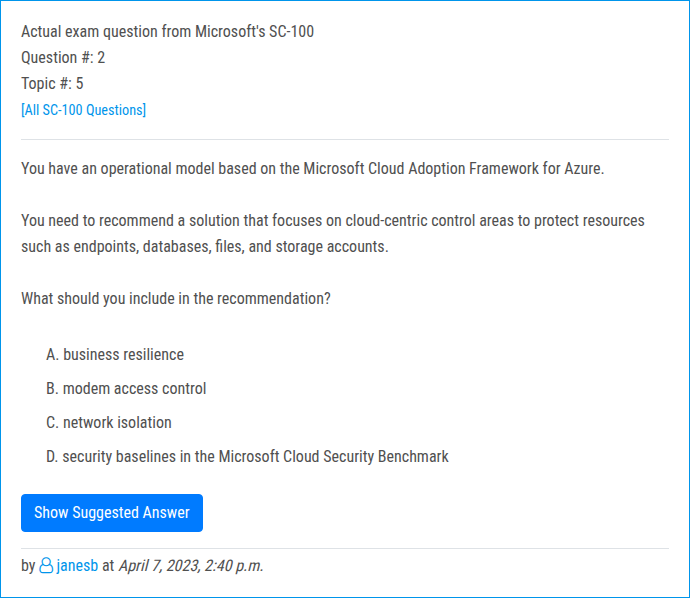 Actual exam question from Microsoft's SC-100
Question #: 2
Topic #: 5
[All SC-100 Questions]
You have an operational model based on the Microsoft Cloud Adoption Framework for Azure.
You need to recommend a solution that focuses on cloud-centric control areas to protect resources
such as endpoints, databases, files, and storage accounts.
What should you include in the recommendation?
A. business resilience
B. modem access control
C. network isolation
D. security baselines in the Microsoft Cloud Security Benchmark
Show Suggested Answer
by janesb at April 7, 2023, 2:40 p.m.